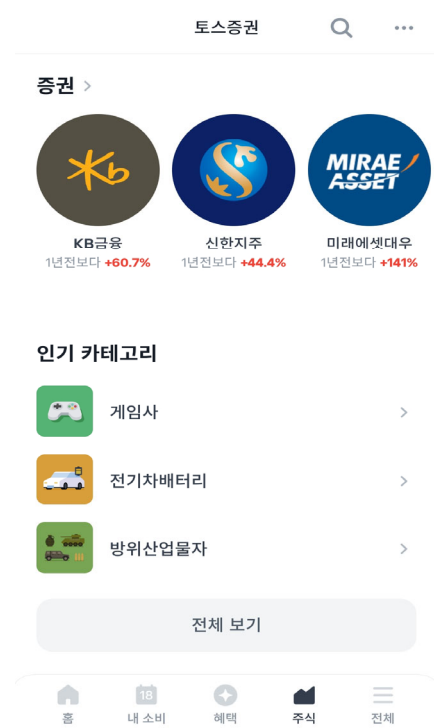 토스증권
증권
Kb
MIRAE
ASSET
KB금융
신한지주
미래에셋대우
1년전보다 +60.7%
1년전보다 +44.4%
1년전보다 +141%
인기 카테고리
게임사
전기차배터리
방위산업물자
전체 보기
18
홈
내 소비
혜택
주식
전체